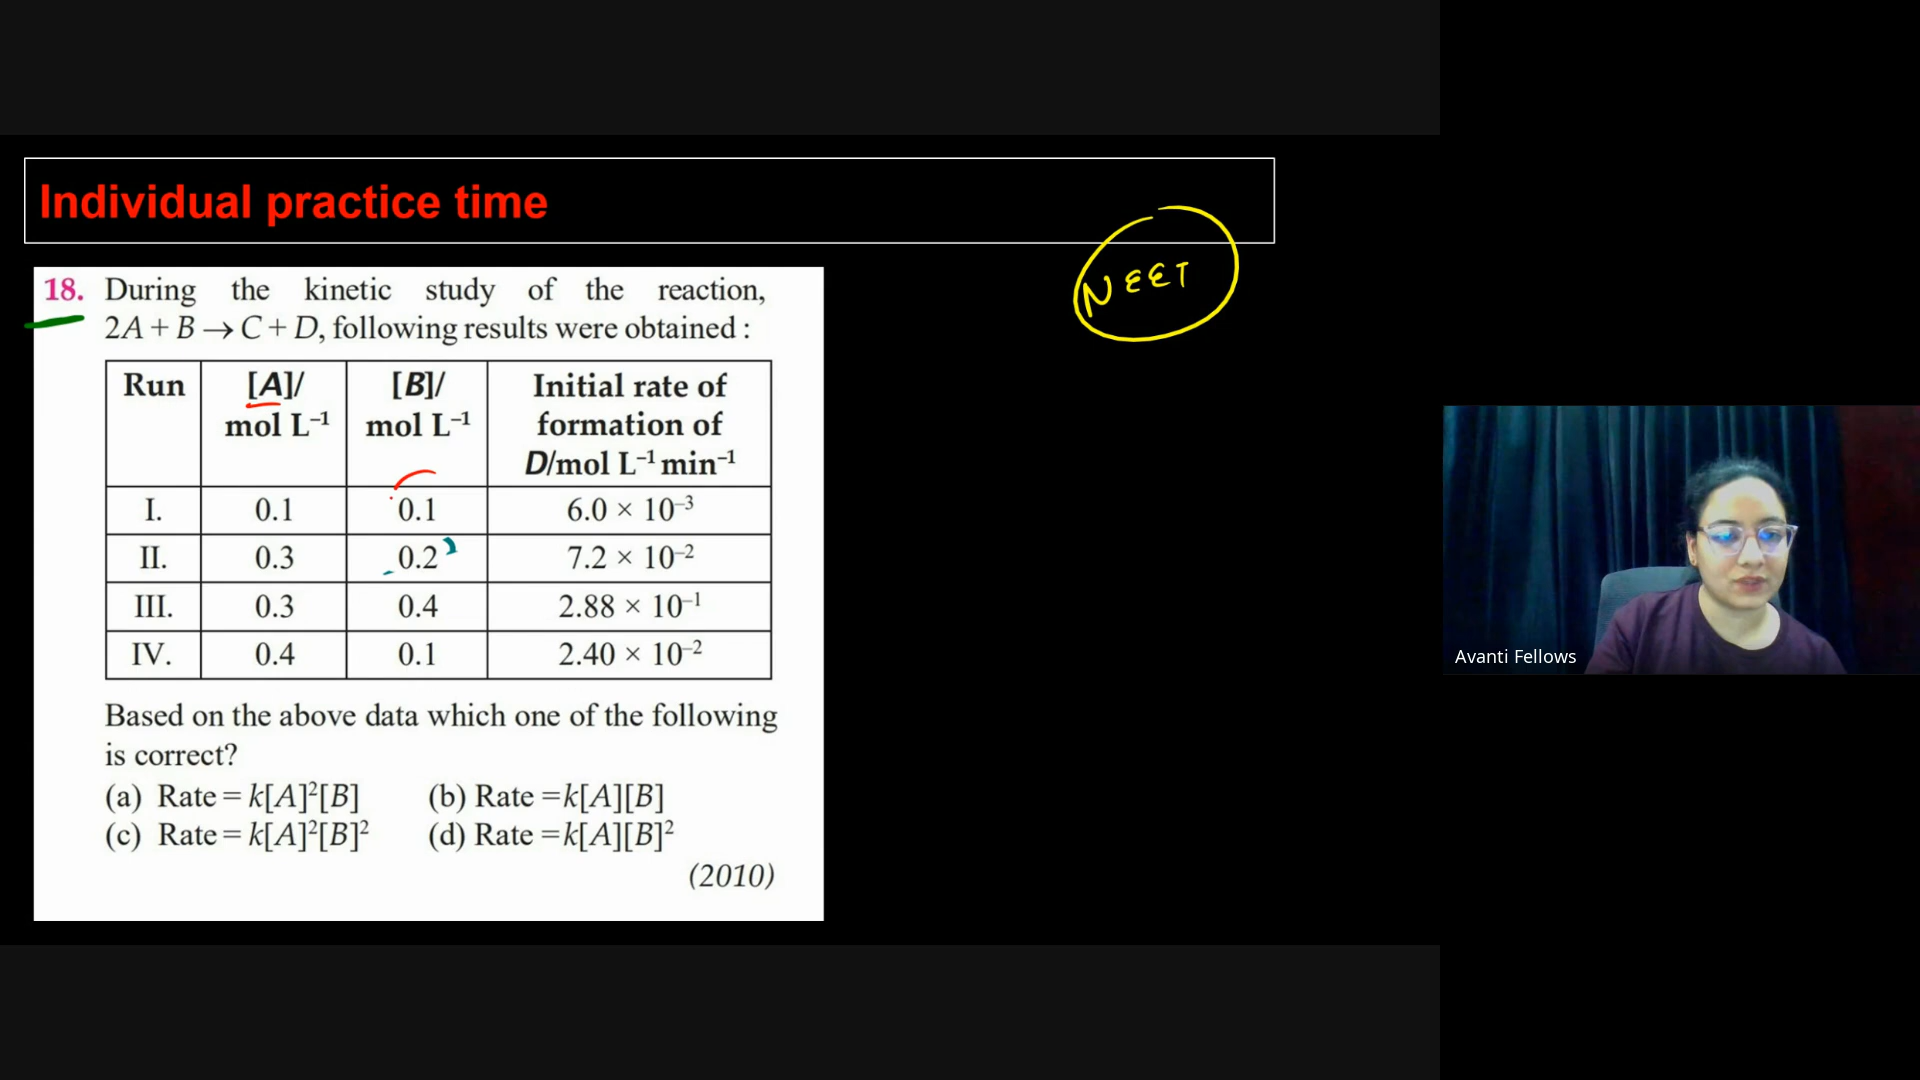 Individual practice time
NEET
18. During the kinetic study of the reaction,
2A + B → C + D, following results were obtained :
Run [A]/ mol L⁻¹ [B]/ mol L⁻¹ Initial rate of formation of D/mol L⁻¹ min⁻¹
I. 0.1 0.1 6.0 × 10⁻³
II. 0.3 0.2 7.2 × 10⁻²
III. 0.3 0.4 2.88 × 10⁻¹
IV. 0.4 0.1 2.40 × 10⁻²
Based on the above data which one of the following
is correct?
(a) Rate = k[A]²[B] (b) Rate =k[A][B]
(c) Rate = k[A]²[B]² (d) Rate =k[A][B]²
(2010)
Avanti Fellows